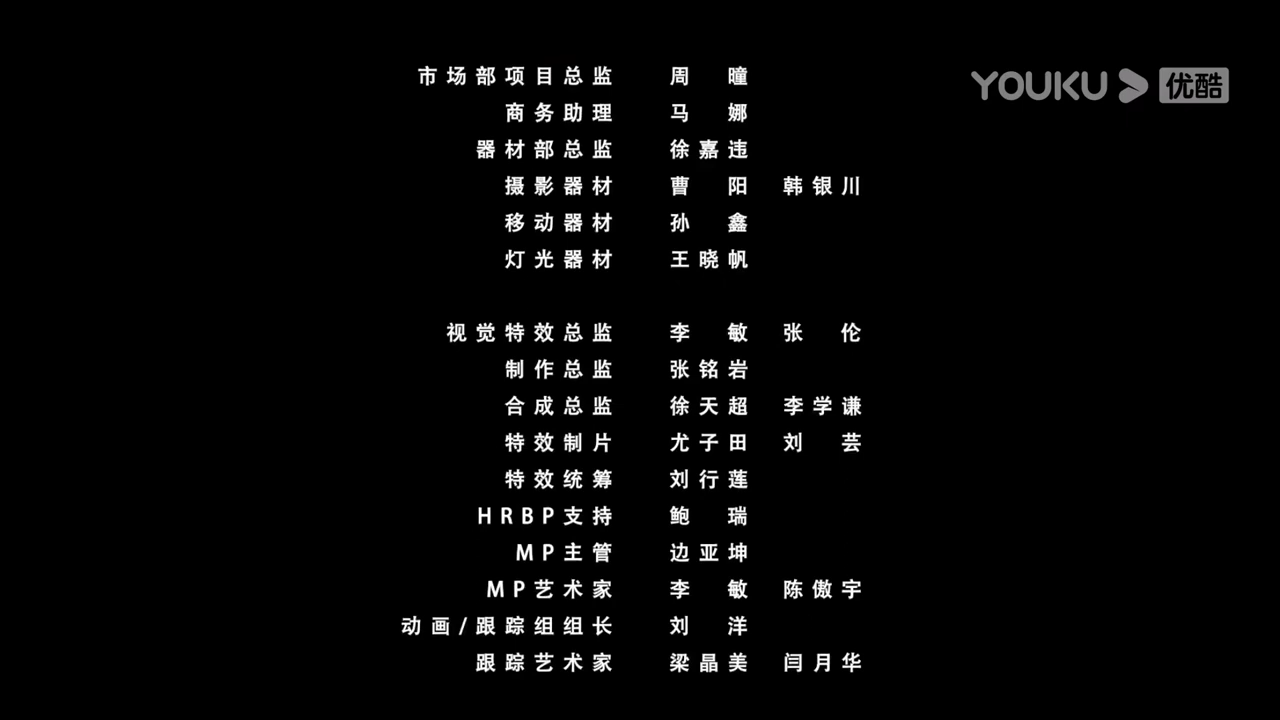 市场部项目总监 周曈
YOUKU 优酷
商务助理 马娜
器材部总监 徐嘉违
摄影器材 曹阳 韩银川
移动器材 孙鑫
灯光器材 王晓帆
视觉特效总监 李敏 张伦
制作总监 张铭岩
合成总监 徐天超 李学谦
特效制片 尤子田 刘芸
特效统筹 刘行莲
HRBP支持 鲍瑞
MP主管 边亚坤
MP艺术家 李敏 陈傲宇
动画/跟踪组组长 刘洋
跟踪艺术家 梁晶美 闫月华